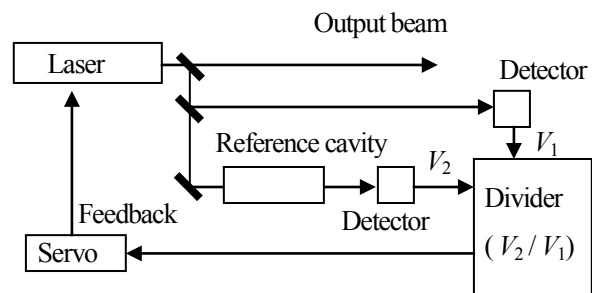 Output beam
Laser
Detector
Reference cavity
V2
V1
Feedback
Detector
Divider
Servo
( V2 / V1)